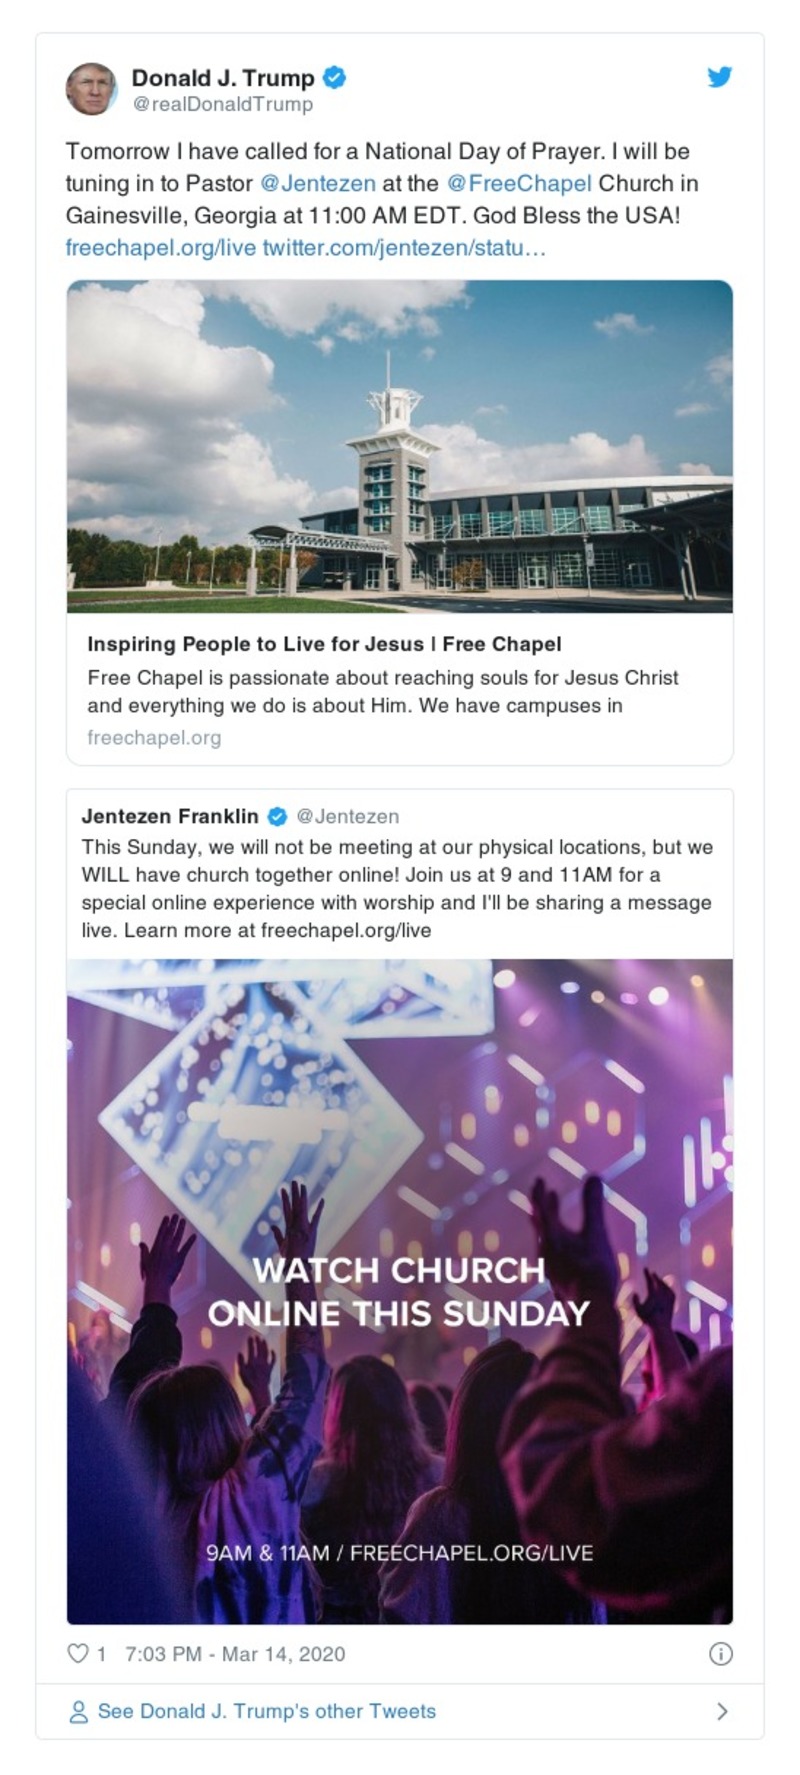 Donald J. Trump
@realDonaldTrump
Tomorrow I have called for a National Day of Prayer. I will be
tuning in to Pastor @Jentezen at the @FreeChapel Church in
Gainesville, Georgia at 11:00 AM EDT. God Bless the USA!
freechapel.org/live twitter.com/jentezen/statu…
Inspiring People to Live for Jesus | Free Chapel
Free Chapel is passionate about reaching souls for Jesus Christ
and everything we do is about Him. We have campuses in
freechapel.org
Jentezen Franklin @Jentezen
This Sunday, we will not be meeting at our physical locations, but we
WILL have church together online! Join us at 9 and 11AM for a
special online experience with worship and I'll be sharing a message
live. Learn more at freechapel.org/live
WATCH CHURCH
ONLINE THIS SUNDAY
9AM & 11AM / FREECHAPEL.ORG/LIVE
1 7:03 PM - Mar 14, 2020
See Donald J. Trump's other Tweets